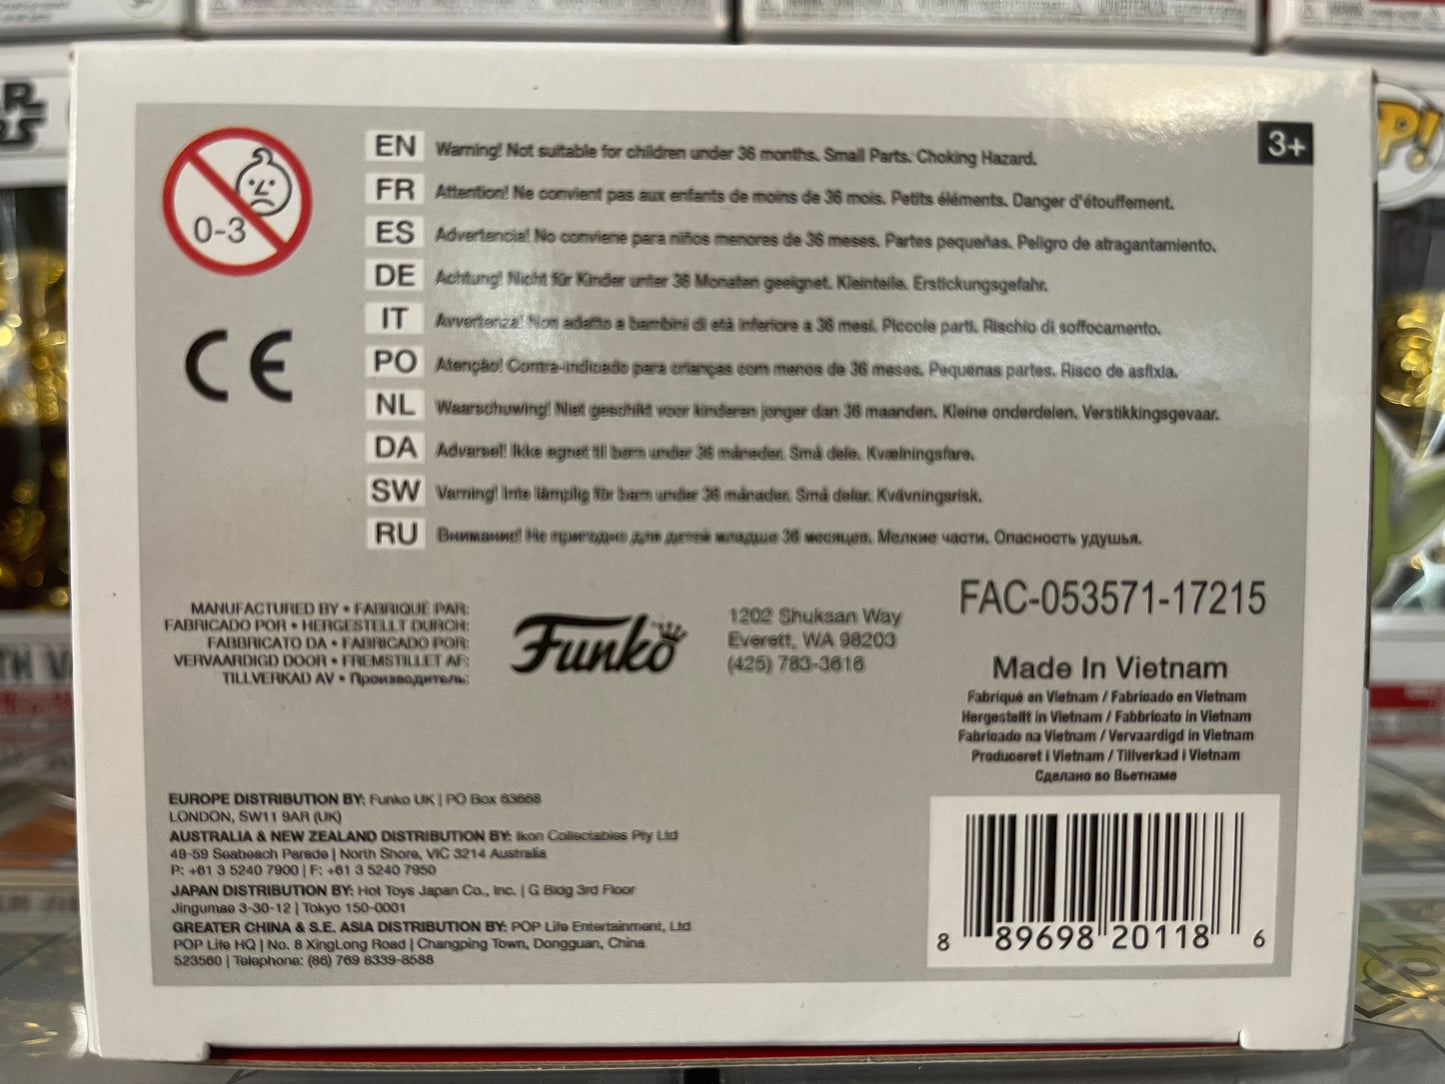 0-3
EN Warning! Not suitable for children under 36 months. Small Parts. Choking Hazard.
3+
FR Attention! Ne convient pas aux enfants de moins de 36 mois. Petits éléments. Danger d'étouffement.
ES Advertencia! No conviene para niños menores de 36 meses. Partes pequeñas. Peligro de atragantamiento.
DE Achtung! Nicht für Kinder unter 36 Monaten geeignet. Kleinteile. Erstickungsgefahr.
CE
IT Avvertenza! Non adatto a bambini di età inferiore a 36 mesi. Piccole parti. Rischio di soffocamento.
PO Atenção! Contra-indicado para crianças com menos de 36 meses. Pequenas partes. Risco de asfixia.
NL Waarschuwing! Niet geschikt voor kinderen jonger dan 36 maanden. Kleine onderdelen. Verstikkingsgevaar.
DA Advarsel! Ikke egnet til børn under 36 måneder. Små dele. Kvælningsfare.
SW Varning! Inte lämplig för barn under 36 månader. Små delar. Kvävningsrisk.
RU Внимание! Не пригодно для детей младше 36 месяцев. Мелкие части. Опасность удушья.
MANUFACTURED BY • FABRIQUÉ PAR:
FABRICADO POR • HERGESTELLT DURCH:
FABBRICATO DA • FABRICADO POR:
VERVAARDIGD DOOR • FREMSTILLET AF:
TILLVERKAD AV • Производитель:
Funko
1202 Shuksan Way
Everett, WA 98203
(425) 783-3616
FAC-053571-17215
Made In Vietnam
Fabriqué en Vietnam / Fabricado en Vietnam
Hergestellt in Vietnam / Fabbricato in Vietnam
Fabricado na Vietnam / Vervaardigd in Vietnam
Produceret i Vietnam / Tillverkad i Vietnam
Сделано во Вьетнаме
EUROPE DISTRIBUTION BY: Funko UK | PO Box 63668
LONDON, SW11 9AR (UK)
AUSTRALIA & NEW ZEALAND DISTRIBUTION BY: Ikon Collectables Pty Ltd
49-59 Seabeach Parade | North Shore, VIC 3214 Australia
P: +61 3 5240 7900 | F: +61 3 5240 7950
JAPAN DISTRIBUTION BY: Hot Toys Japan Co., Inc. | G Bldg 3rd Floor
Jingumae 3-30-12 | Tokyo 150-0001
GREATER CHINA & S.E. ASIA DISTRIBUTION BY: POP Life Entertainment, Ltd
POP Life HQ | No. 8 XingLong Road | Changping Town, Dongguan, China
523560 | Telephone: (86) 769 8339-8588
8 89698 20118 6